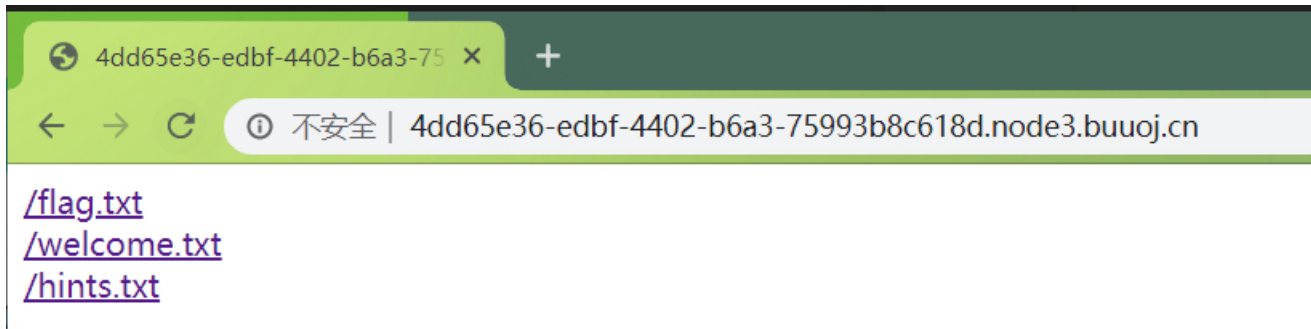 4dd65e36-edbf-4402-b6a3-75
不安全 4dd65e36-edbf-4402-b6a3-75993b8c618d.node3.buuoj.cn
/flag.txt
/welcome.txt
/hints.txt